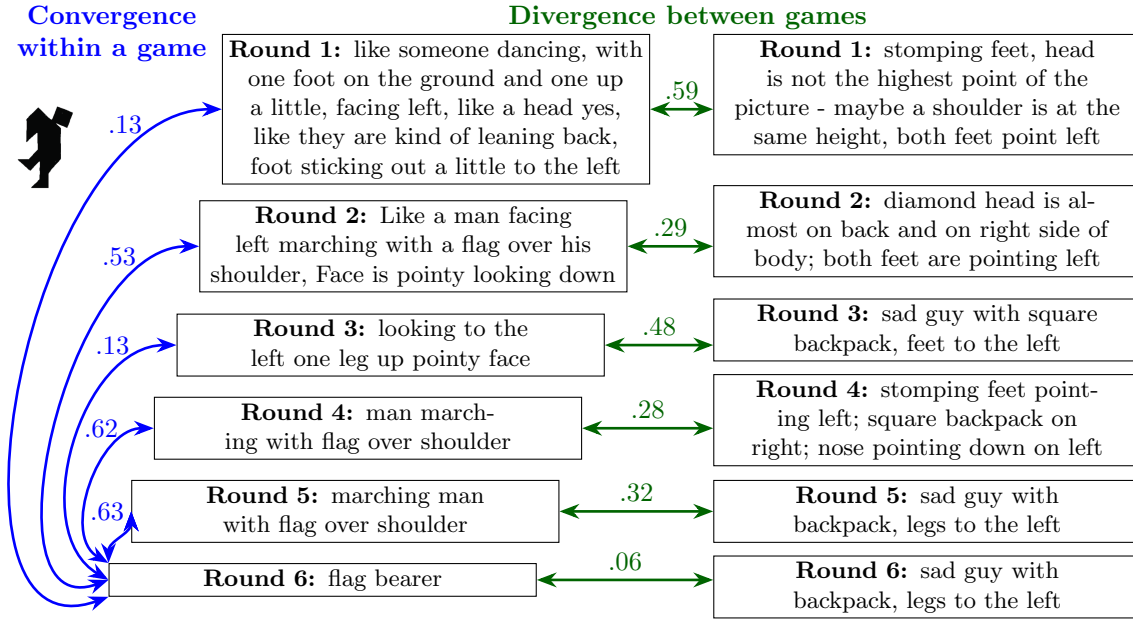 Convergence
within a game
Divergence between games
.13
Round 1: like someone dancing, with
one foot on the ground and one up
a little, facing left, like a head yes,
like they are kind of leaning back,
foot sticking out a little to the left
.59
Round 1: stomping feet, head
is not the highest point of the
picture - maybe a shoulder is at the
same height, both feet point left
.53
Round 2: Like a man facing
left marching with a flag over his
shoulder, Face is pointy looking down
.29
Round 2: diamond head is al-
most on back and on right side of
body; both feet are pointing left
.13
Round 3: looking to the
left one leg up pointy face
.48
Round 3: sad guy with square
backpack, feet to the left
.62
Round 4: man march-
ing with flag over shoulder
.28
Round 4: stomping feet point-
ing left; square backpack on
right; nose pointing down on left
.63
Round 5: marching man
with flag over shoulder
.32
Round 5: sad guy with
backpack, legs to the left
Round 6: flag bearer
.06
Round 6: sad guy with
backpack, legs to the left